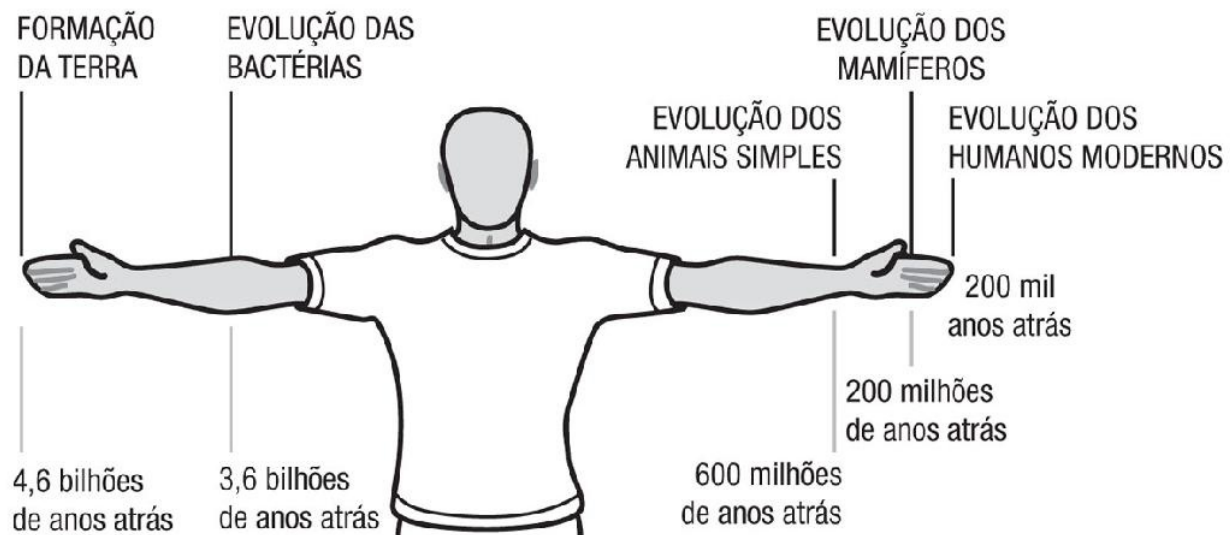 FORMAÇÃO
DA TERRA
EVOLUÇÃO DAS
BACTÉRIAS
EVOLUÇÃO DOS
MAMÍFEROS
EVOLUÇÃO DOS
ANIMAIS SIMPLES
EVOLUÇÃO DOS
HUMANOS MODERNOS
200 mil
anos atrás
200 milhões
de anos atrás
4,6 bilhões
de anos atrás
3,6 bilhões
de anos atrás
600 milhões
de anos atrás